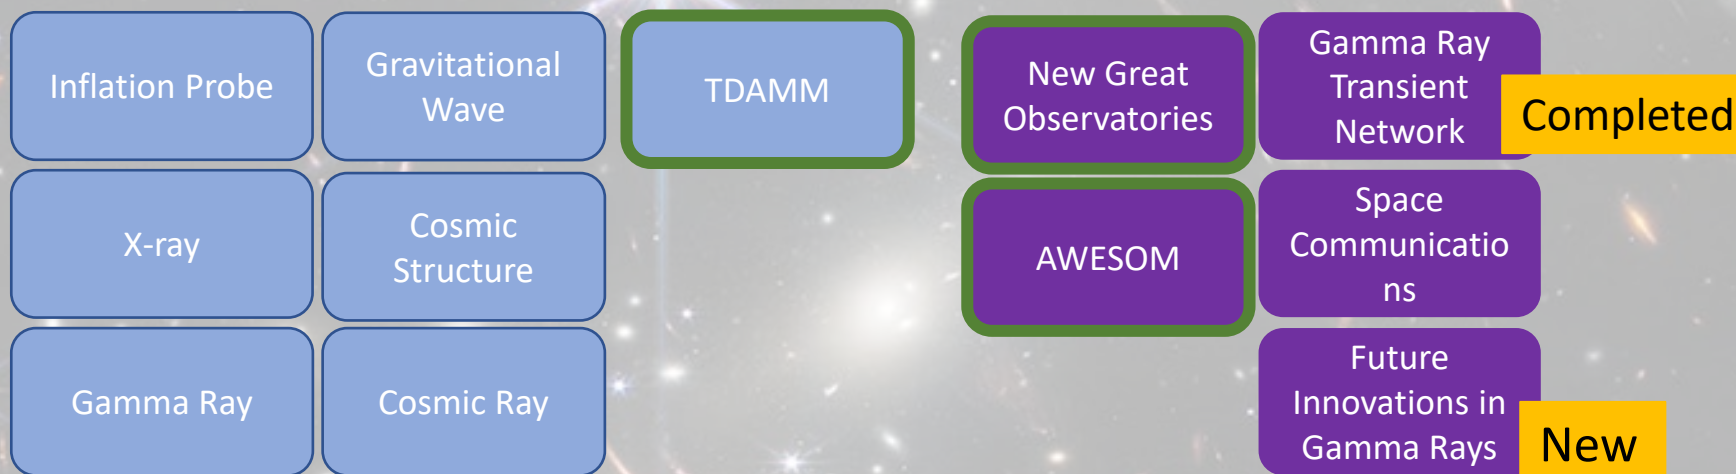 Inflation Probe
Gravitational
Wave
TDAMM
New Great
Observatories
Gamma Ray
Transient
Network
Completed
X-ray
Cosmic
Structure
AWESOM
Space
Communicatio
ns
Gamma Ray
Cosmic Ray
Future
Innovations in
Gamma Rays
New